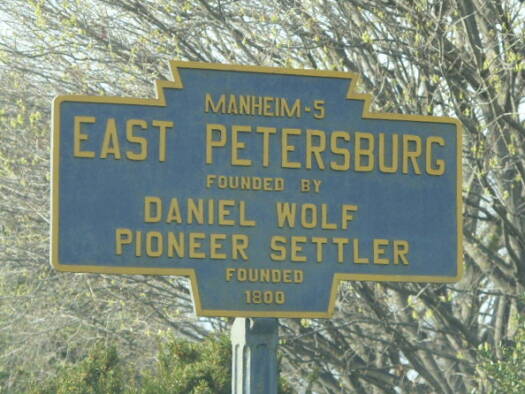 MANHEIM-5
EAST PETERSBURG
FOUNDED BY
DANIEL WOLF
PIONEER SETTLER
FOUNDED
1800